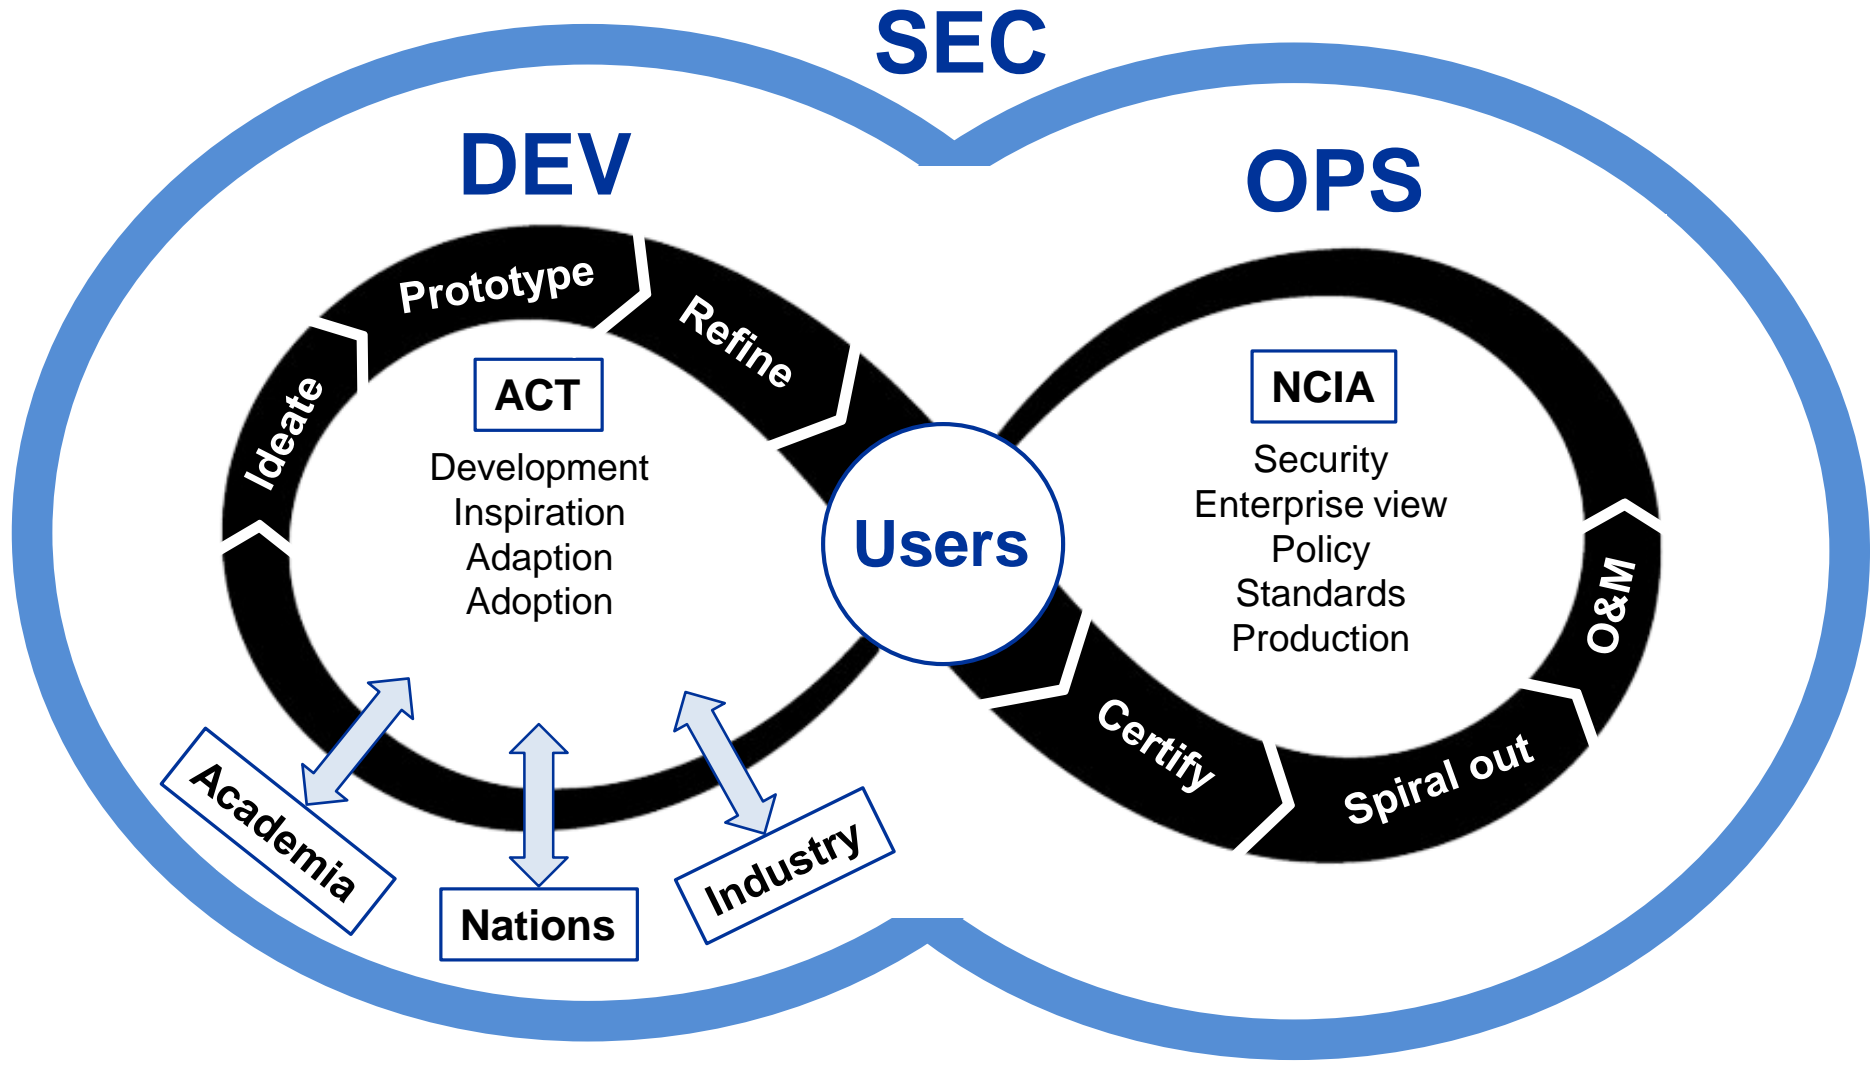 SEC
DEV
OPS
Prototype
Refine
Ideate
ACT
Development
Inspiration
Adaption
Adoption
Users
NCIA
Security
Enterprise view
Policy
Standards
Production
O&M
Certify
Spiral out
Academia
Nations
Industry